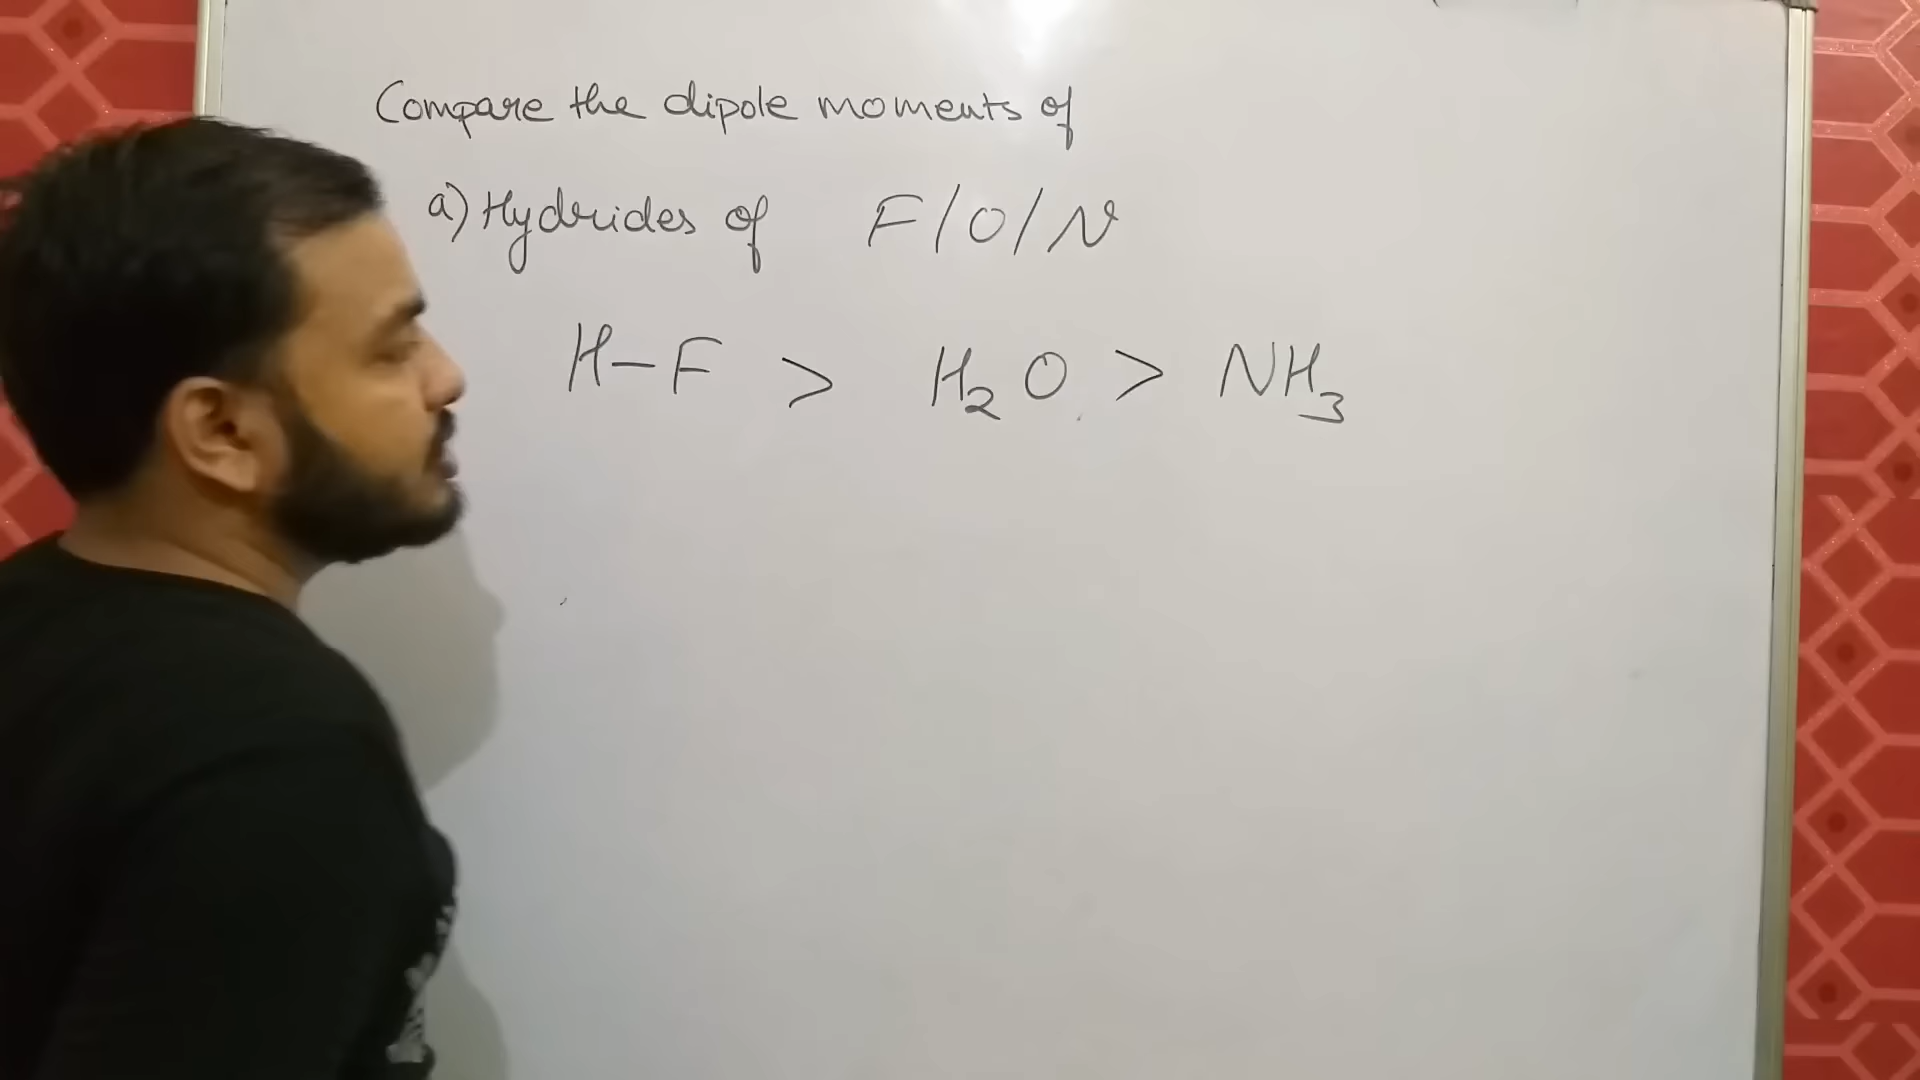 Compare the dipole moments of
a) Hydrides of F/O/N
H-F > H₂O > NH₃